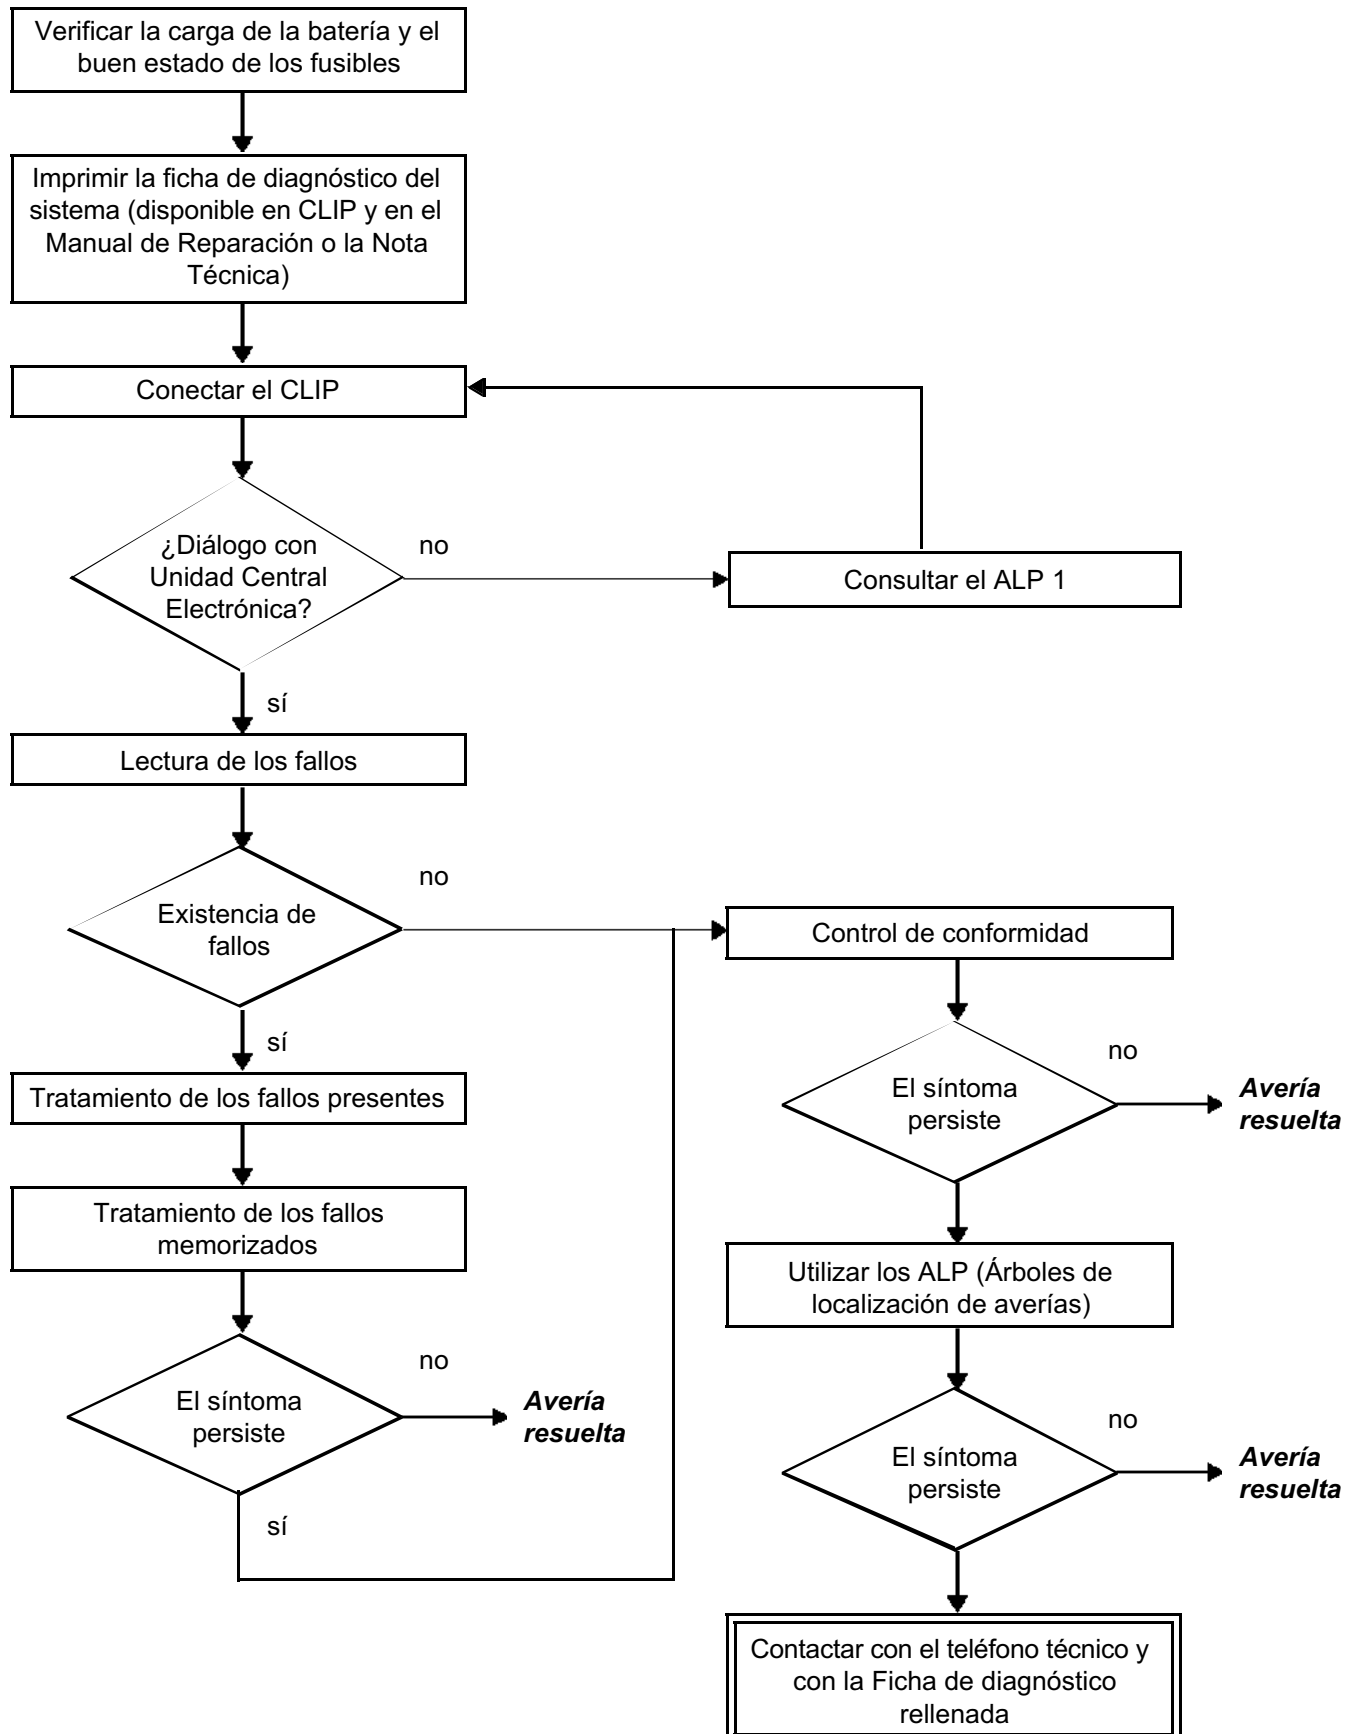 Verificar la carga de la batería y el
buen estado de los fusibles
Imprimir la ficha de diagnóstico del
sistema (disponible en CLIP y en el
Manual de Reparación o la Nota
Técnica)
Conectar el CLIP
¿Diálogo con
Unidad Central
Electrónica?
no
Consultar el ALP 1
sí
Lectura de los fallos
Existencia de
fallos
no
Control de conformidad
sí
Tratamiento de los fallos presentes
Tratamiento de los fallos
memorizados
El síntoma
persiste
no
Avería
resuelta
sí
El síntoma
persiste
no
Avería
resuelta
Utilizar los ALP (Árboles de
localización de averías)
El síntoma
persiste
no
Avería
resuelta
Contactar con el teléfono técnico y
con la Ficha de diagnóstico
rellenada